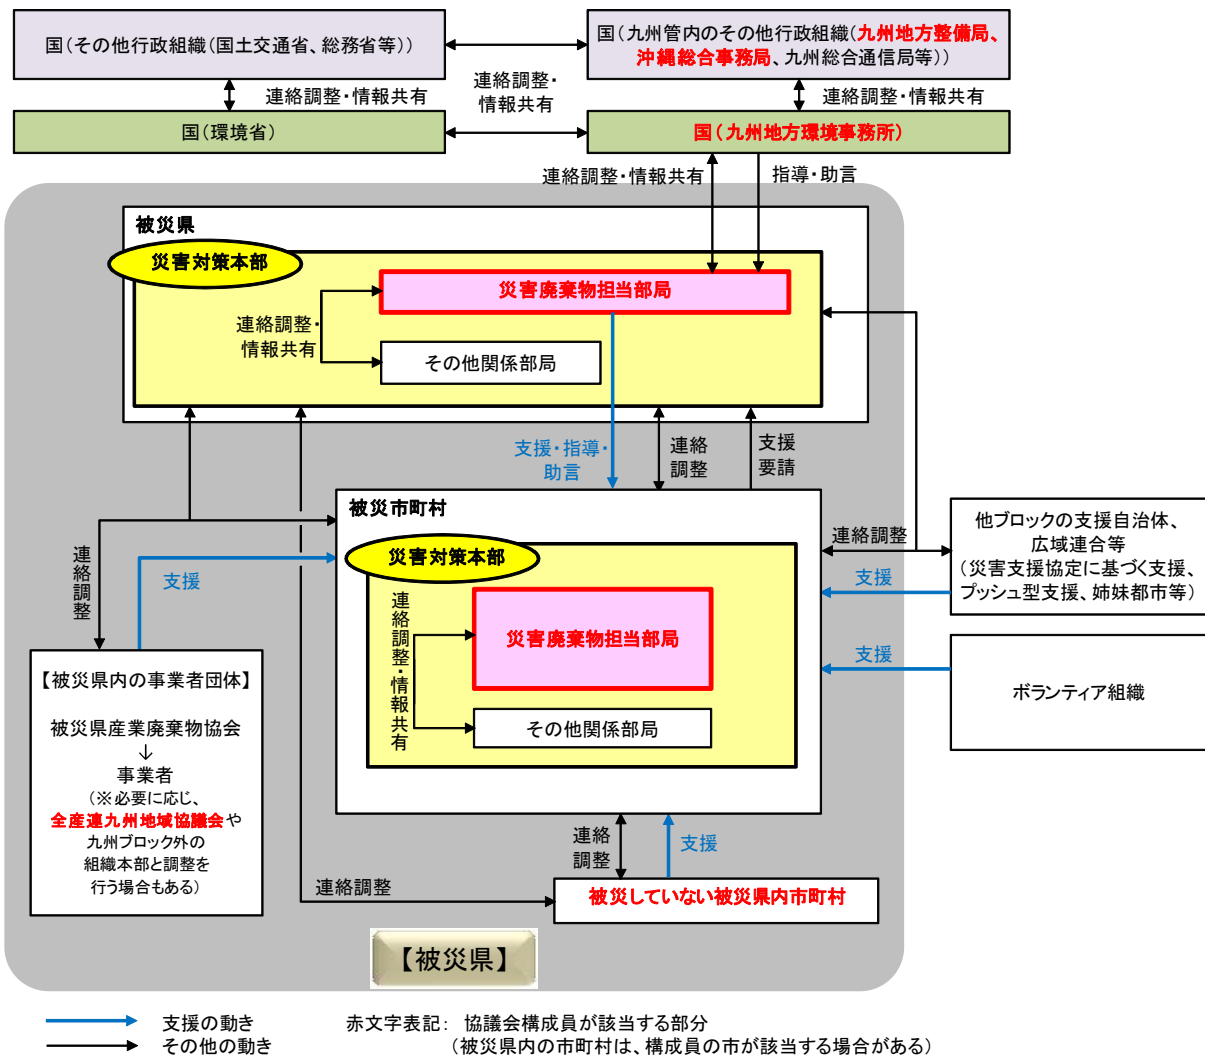 国（その他行政組織（国土交通省、総務省等））
国（九州管内のその他行政組織（九州地方整備局、
沖縄総合事務局、九州総合通信局等））
連絡調整・情報共有
連絡調整・
情報共有
連絡調整・情報共有
国（環境省）
国（九州地方環境事務所）
連絡調整・情報共有
指導・助言
被災県
災害対策本部
災害廃棄物担当部局
連絡調整・
情報共有
その他関係部局
支援・指導・
助言
連絡
調整
支援
要請
被災市町村
災害対策本部
連絡調整・情報共有
災害廃棄物担当部局
その他関係部局
連絡調整
支援
連絡調整
支援
支援
他ブロックの支援自治体、
広域連合等
（災害支援協定に基づく支援、
プッシュ型支援、姉妹都市等）
ボランティア組織
【被災県内の事業者団体】
被災県産業廃棄物協会
↓
事業者
（※必要に応じ、
全産連九州地域協議会や
九州ブロック外の
組織本部と調整を
行う場合もある）
連絡
調整
支援
連絡調整
被災していない被災県内市町村
【被災県】
支援の動き
その他の動き
赤文字表記： 協議会構成員が該当する部分
（被災県内の市町村は、構成員の市が該当する場合がある）